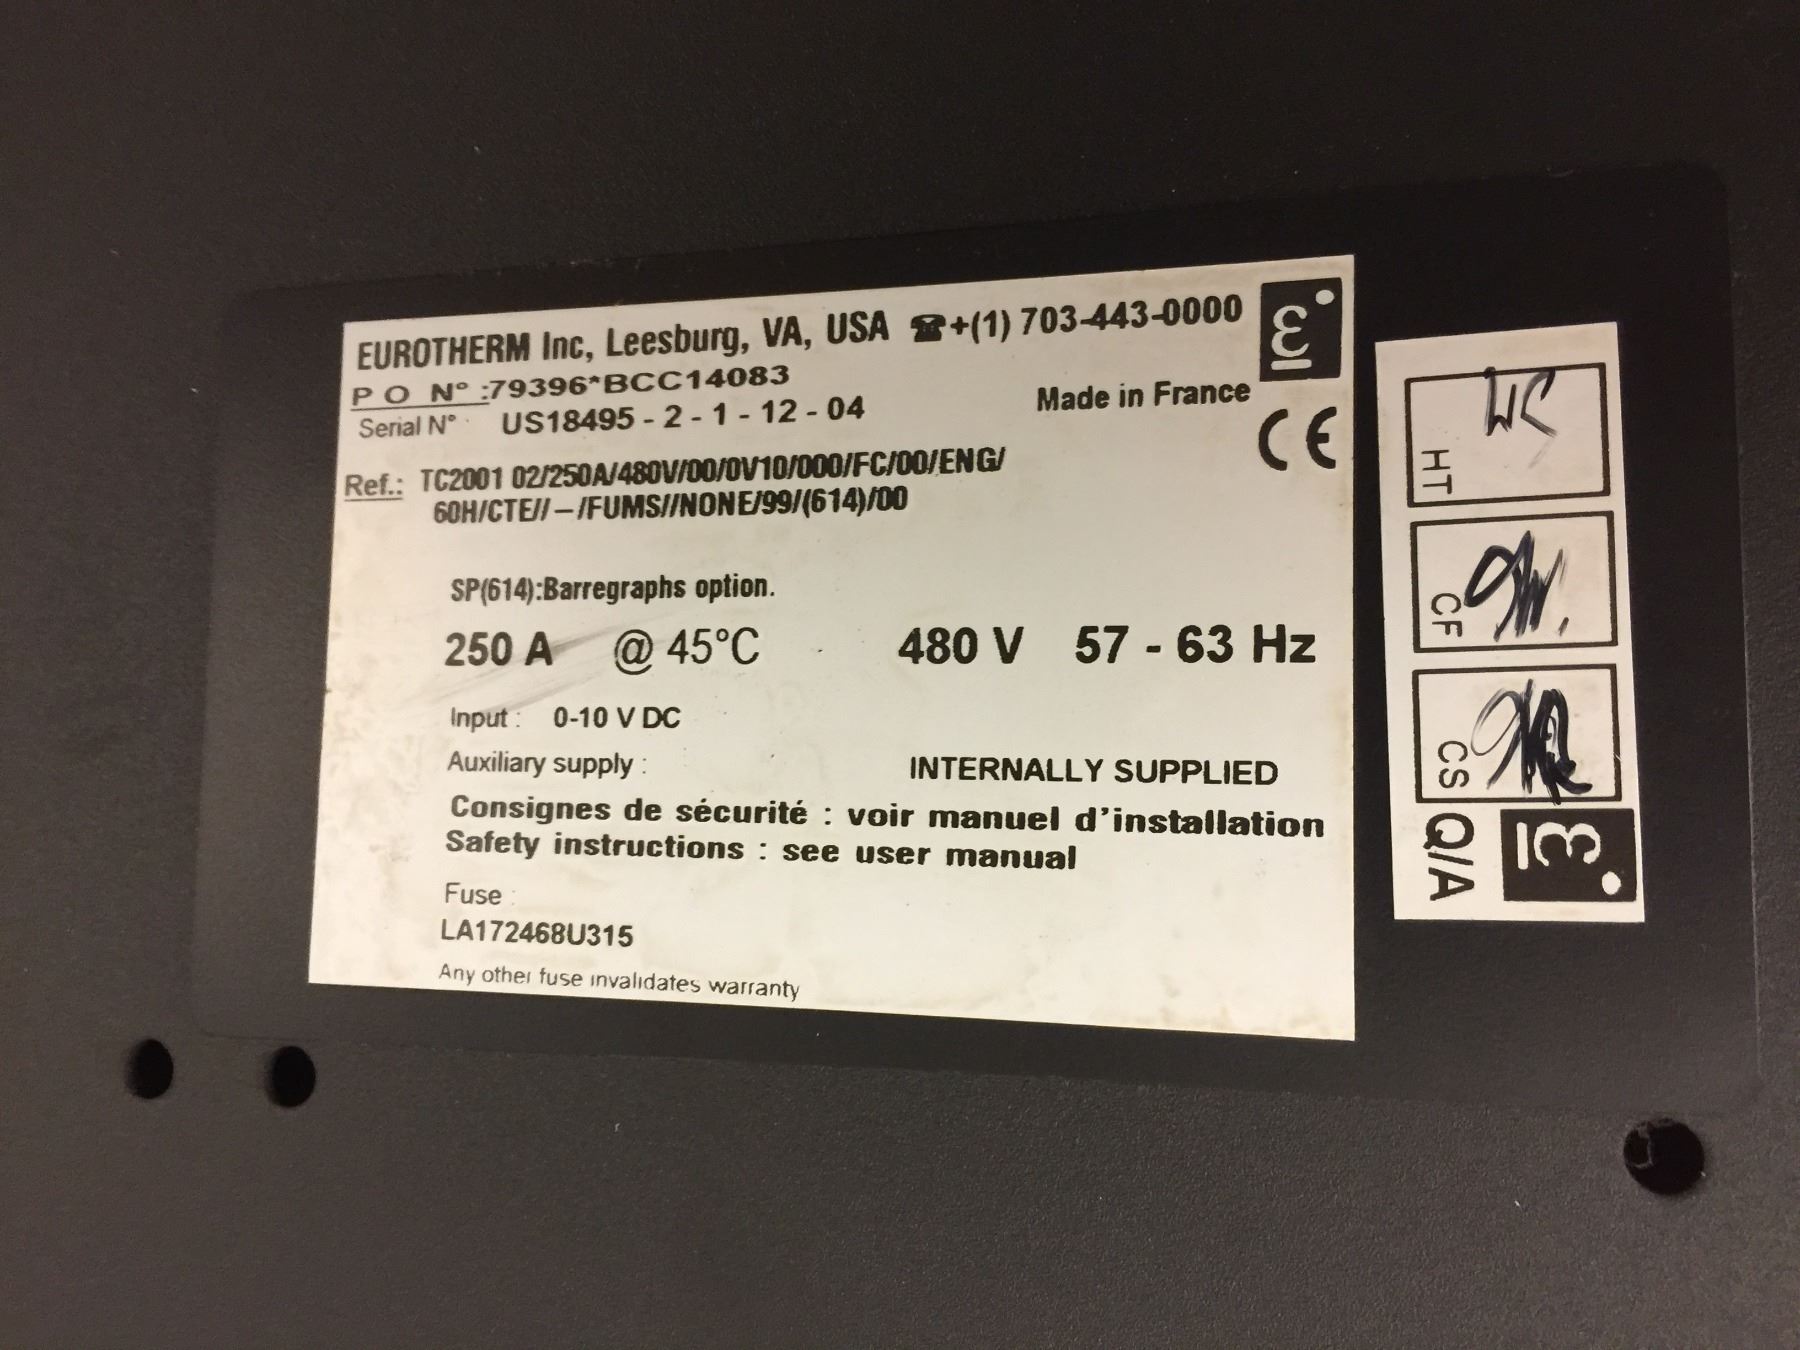 EUROTHERM Inc, Leesburg, VA, USA ☎+(1) 703-443-0000
P O N° :79396*BCC14083
Made in France
Serial N° US18495 - 2 - 1 - 12 - 04
CE
Ref.: TC2001 02/250A/480V/00/0V10/000/FC/00/ENG/
60H/CTE// – /FUMS//NONE/99/(614)/00
SP(614):Barregraphs option.
250 A @ 45°C 480 V 57 - 63 Hz
Input : 0-10 V DC
Auxiliary supply : INTERNALLY SUPPLIED
Consignes de sécurité : voir manuel d'installation
Safety instructions : see user manual
Fuse :
LA172468U315
Any other fuse invalidates warranty
HT
CF
CS
Q/A